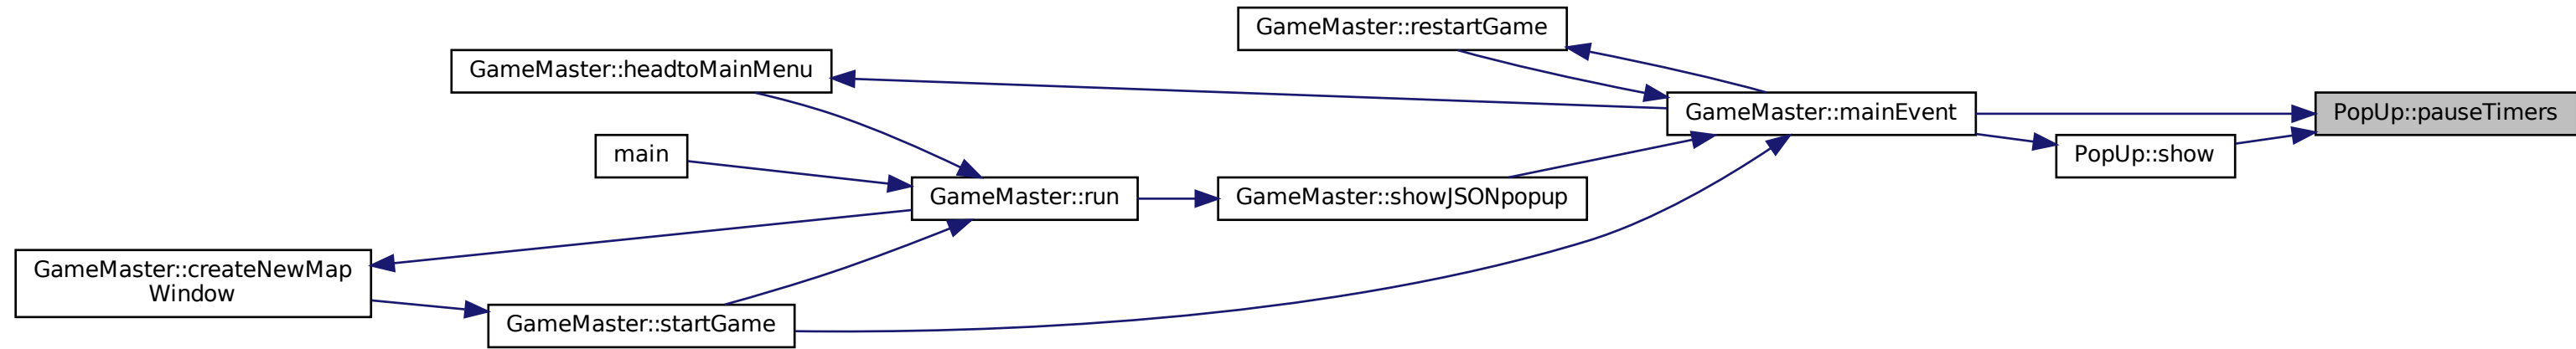 GameMaster::restartGame
GameMaster::headtoMainMenu
GameMaster::mainEvent
PopUp::pauseTimers
main
PopUp::show
GameMaster::run
GameMaster::showJSONpopup
GameMaster::createNewMap
Window
GameMaster::startGame